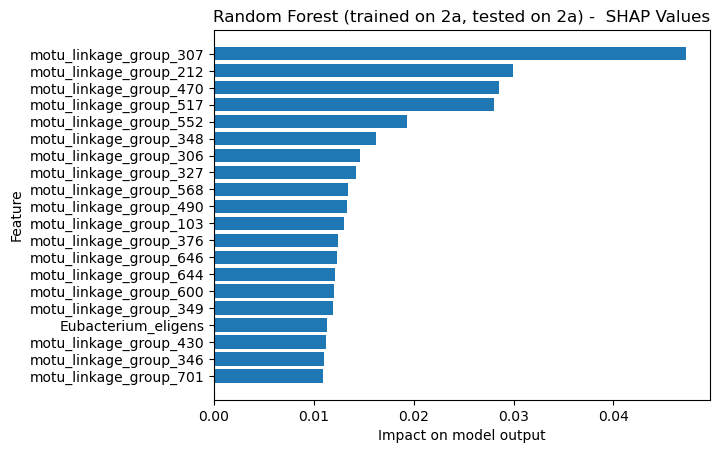 Random Forest (trained on 2a, tested on 2a) -  SHAP Values
motu_linkage_group_307
motu_linkage_group_212
motu_linkage_group_470
motu_linkage_group_517
motu_linkage_group_552
motu_linkage_group_348
motu_linkage_group_306
motu_linkage_group_327
motu_linkage_group_568
motu_linkage_group_490
motu_linkage_group_103
motu_linkage_group_376
motu_linkage_group_646
motu_linkage_group_644
motu_linkage_group_600
motu_linkage_group_349
Eubacterium_eligens
motu_linkage_group_430
motu_linkage_group_346
motu_linkage_group_701
Feature
0.00 0.01 0.02 0.03 0.04
Impact on model output